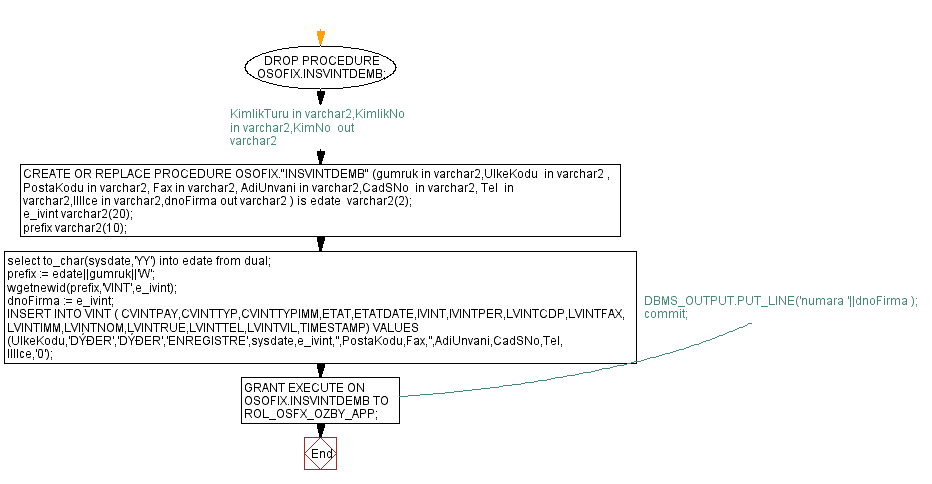 DROP PROCEDURE
OSOFIX.INSVINTDEMB;
KimlikTuru in varchar2,KimlikNo
in varchar2,KimNo  out
varchar2
CREATE OR REPLACE PROCEDURE OSOFIX."INSVINTDEMB" (gumruk in varchar2,UlkeKodu  in varchar2 ,
PostaKodu in varchar2, Fax in varchar2, AdiUnvani in varchar2,CadSNo  in varchar2, Tel  in
varchar2,IlIlce in varchar2,dnoFirma out varchar2 ) is edate  varchar2(2);
e_ivint varchar2(20);
prefix varchar2(10);
select to_char(sysdate,'YY') into edate from dual;
prefix := edate||gumruk||'VV';
wgetnewid(prefix,'VINT',e_ivint);
dnoFirma := e_ivint;
INSERT INTO VINT ( CVINTPAY,CVINTTYP,CVINTTYPIMM,ETAT,ETATDATE,IVINT,IVINTPER,LVINTCDP,LVINTFAX,
LVINTIMM,LVINTNOM,LVINTRUE,LVINTTEL,LVINTVIL,TIMESTAMP) VALUES
(UlkeKodu,'DÝÐER','DÝÐER','ENREGISTRE',sysdate,e_ivint,'',PostaKodu,Fax,'',AdiUnvani,CadSNo,Tel,
IlIlce,'0');
DBMS_OUTPUT.PUT_LINE('numara '||dnoFirma );
commit;
GRANT EXECUTE ON
OSOFIX.INSVINTDEMB TO
ROL_OSFX_OZBY_APP;
End